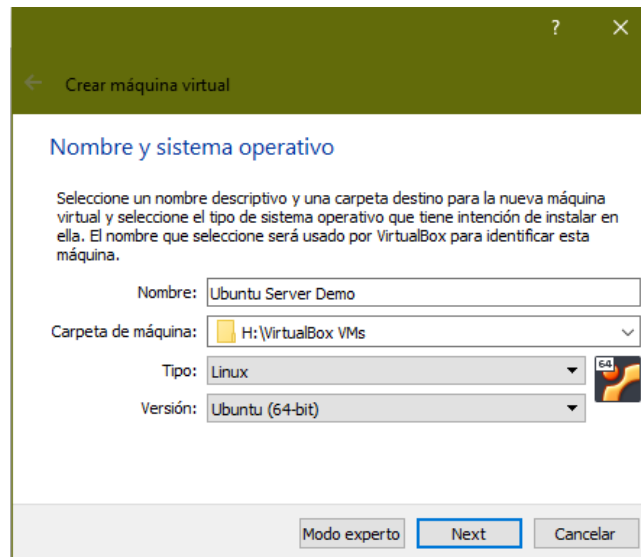 ?
Crear máquina virtual
Nombre y sistema operativo
Seleccione un nombre descriptivo y una carpeta destino para la nueva máquina
virtual y seleccione el tipo de sistema operativo que tiene intención de instalar en
ella. El nombre que seleccione será usado por VirtualBox para identificar esta
máquina.
Nombre: Ubuntu Server Demo
Carpeta de máquina: H:\VirtualBox VMs
Tipo: Linux
64
Versión: Ubuntu (64-bit)
Modo experto Next Cancelar